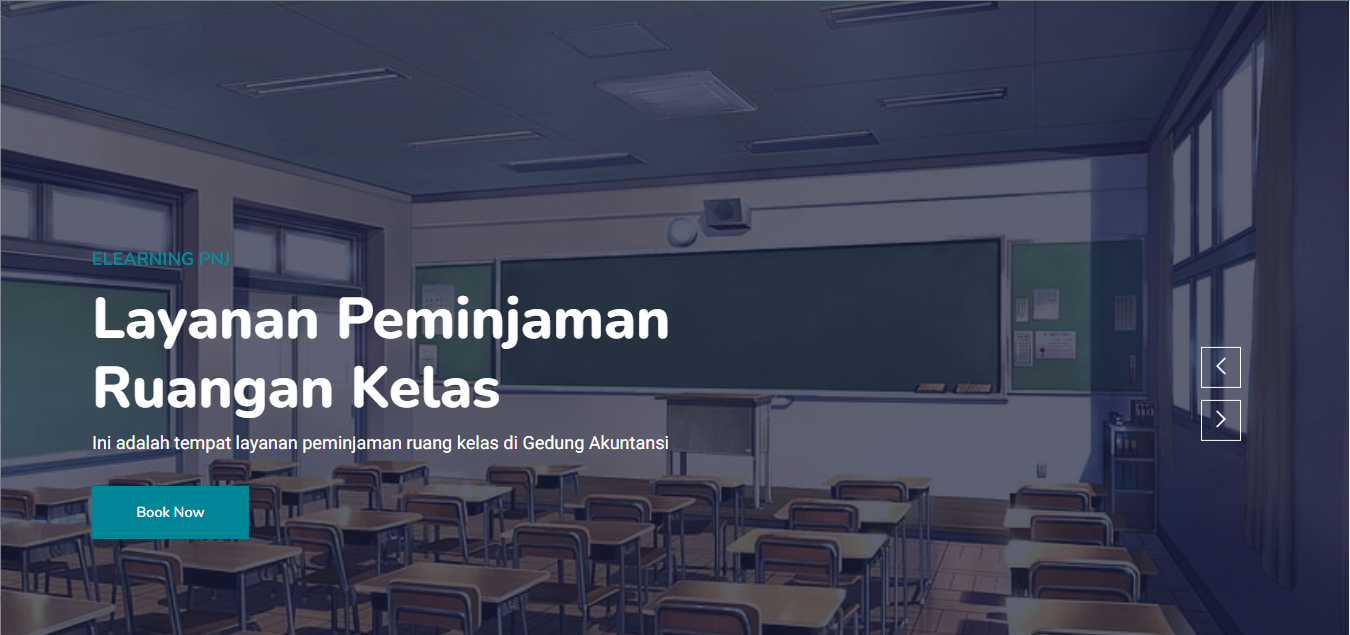 ELEARNING PNJ
Layanan Peminjaman
Ruangan Kelas
Ini adalah tempat layanan peminjaman ruang kelas di Gedung Akuntansi
Book Now